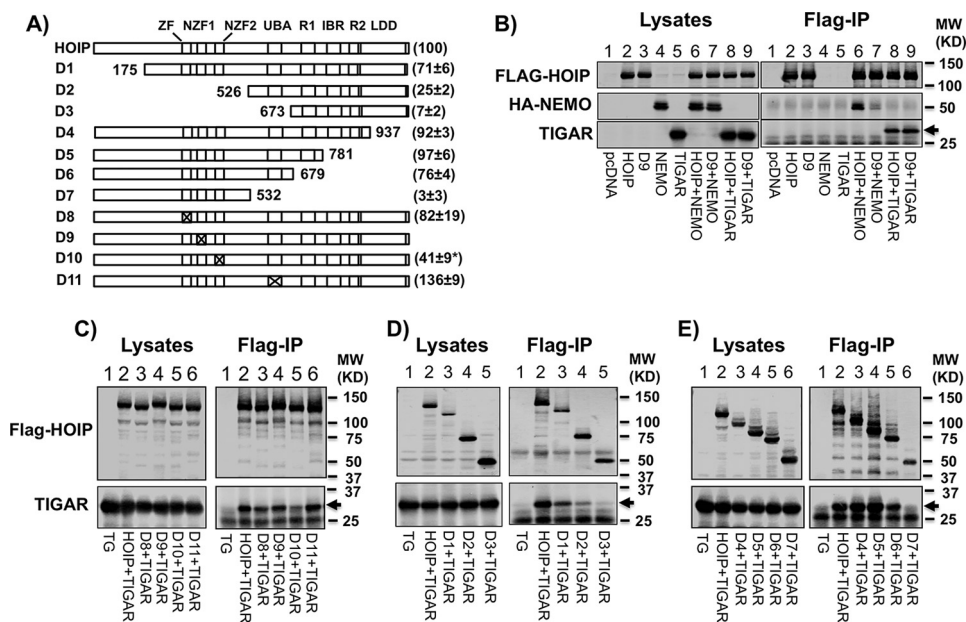 A)
ZF NZF1 NZF2 UBA R1 IBR R2 LDD
HOIP (100)
D1 175 (71±6)
D2 526 (25±2)
D3 673 (7±2)
D4 937 (92±3)
D5 781 (97±6)
D6 679 (76±4)
D7 532 (3±3)
D8 (82±19)
D9
D10 (41±9*)
D11 (136±9)
B)
Lysates Flag-IP
MW
(KD)
1 2 3 4 5 6 7 8 9 1 2 3 4 5 6 7 8 9
FLAG-HOIP
150
100
HA-NEMO
50
TIGAR
25
pcDNA
HOIP
D9
NEMO
TIGAR
HOIP+NEMO
D9+NEMO
HOIP+TIGAR
D9+TIGAR
pcDNA
HOIP
D9
NEMO
TIGAR
HOIP+NEMO
D9+NEMO
HOIP+TIGAR
D9+TIGAR
C)
Lysates Flag-IP
MW
(KD)
1 2 3 4 5 6 1 2 3 4 5 6
Flag-HOIP
150
100
75
50
37
TIGAR
37
25
TG
HOIP+TIGAR
D8+TIGAR
D9+TIGAR
D10+TIGAR
D11+TIGAR
TG
HOIP+TIGAR
D8+TIGAR
D9+TIGAR
D10+TIGAR
D11+TIGAR
D)
Lysates Flag-IP
MW
(KD)
1 2 3 4 5 1 2 3 4 5
150
100
75
50
37
37
25
TG
HOIP+TIGAR
D1+TIGAR
D2+TIGAR
D3+TIGAR
TG
HOIP+TIGAR
D1+TIGAR
D2+TIGAR
D3+TIGAR
E)
Lysates Flag-IP
MW
(KD)
1 2 3 4 5 6 1 2 3 4 5 6
150
100
75
50
37
37
25
TG
HOIP+TIGAR
D4+TIGAR
D5+TIGAR
D6+TIGAR
D7+TIGAR
TG
HOIP+TIGAR
D4+TIGAR
D5+TIGAR
D6+TIGAR
D7+TIGAR